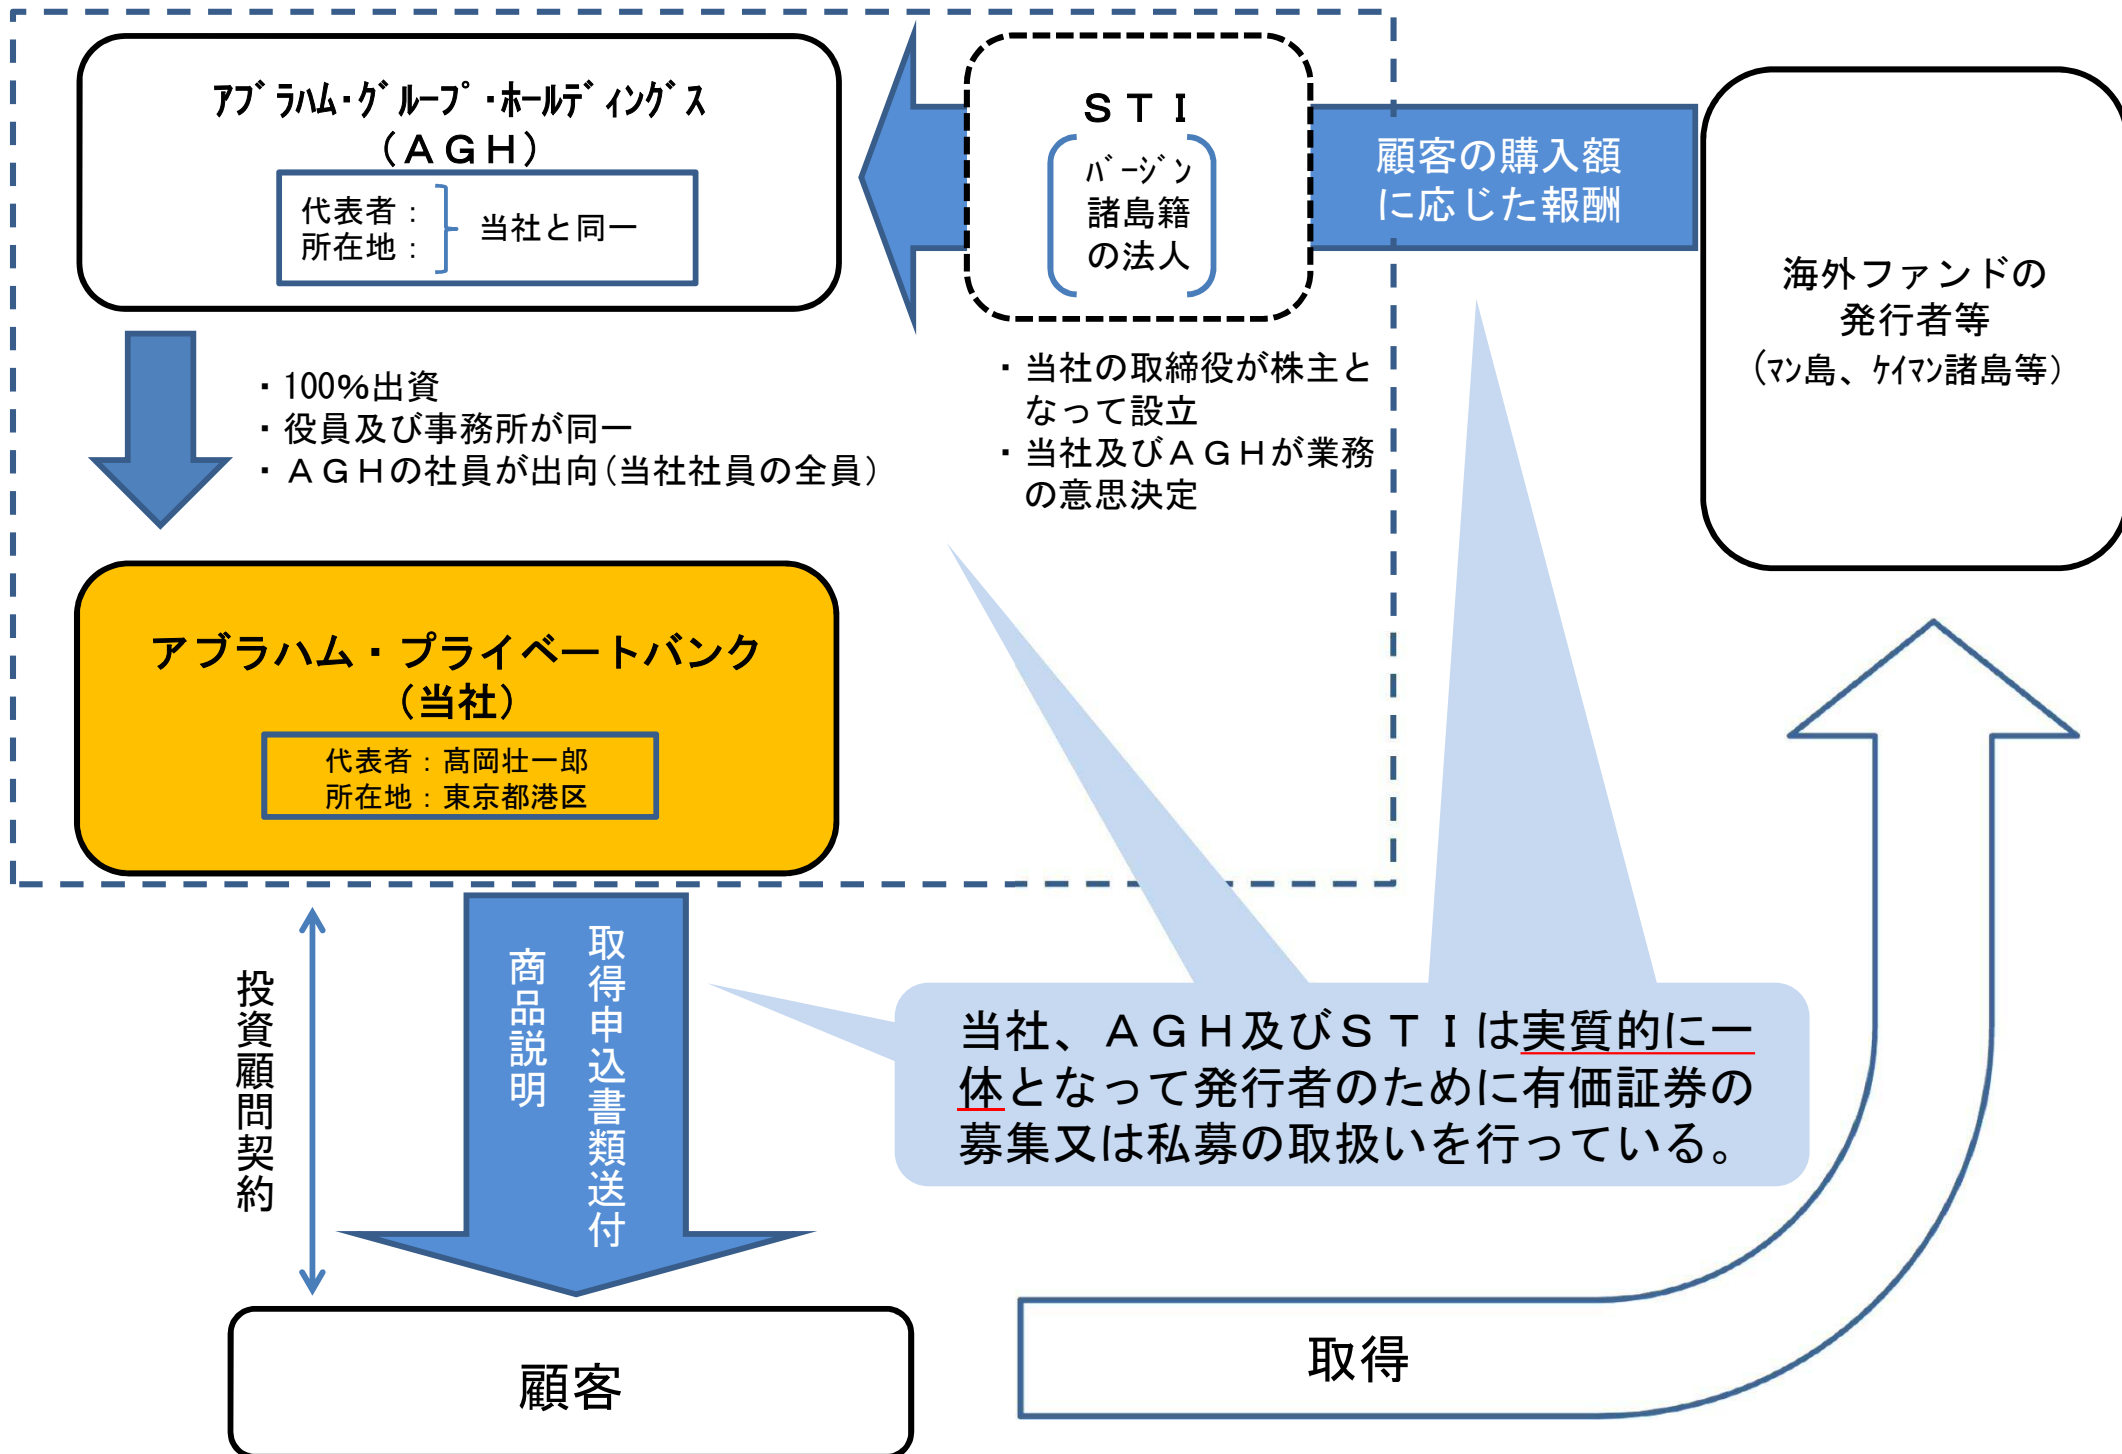 アブラハム・グループ・ホールディングス
（ＡＧＨ）
代表者：
所在地：
当社と同一
ＳＴＩ
バージン
諸島籍
の法人
顧客の購入額
に応じた報酬
海外ファンドの
発行者等
（マン島、ケイマン諸島等）
・100%出資
・役員及び事務所が同一
・ＡＧＨの社員が出向（当社社員の全員）
・当社の取締役が株主と
なって設立
・当社及びＡＧＨが業務
の意思決定
アブラハム・プライベートバンク
（当社）
代表者：髙岡壮一郎
所在地：東京都港区
投資顧問契約
取得申込書類送付
商品説明
当社、ＡＧＨ及びＳＴＩは実質的に一
体となって発行者のために有価証券の
募集又は私募の取扱いを行っている。
顧客
取得